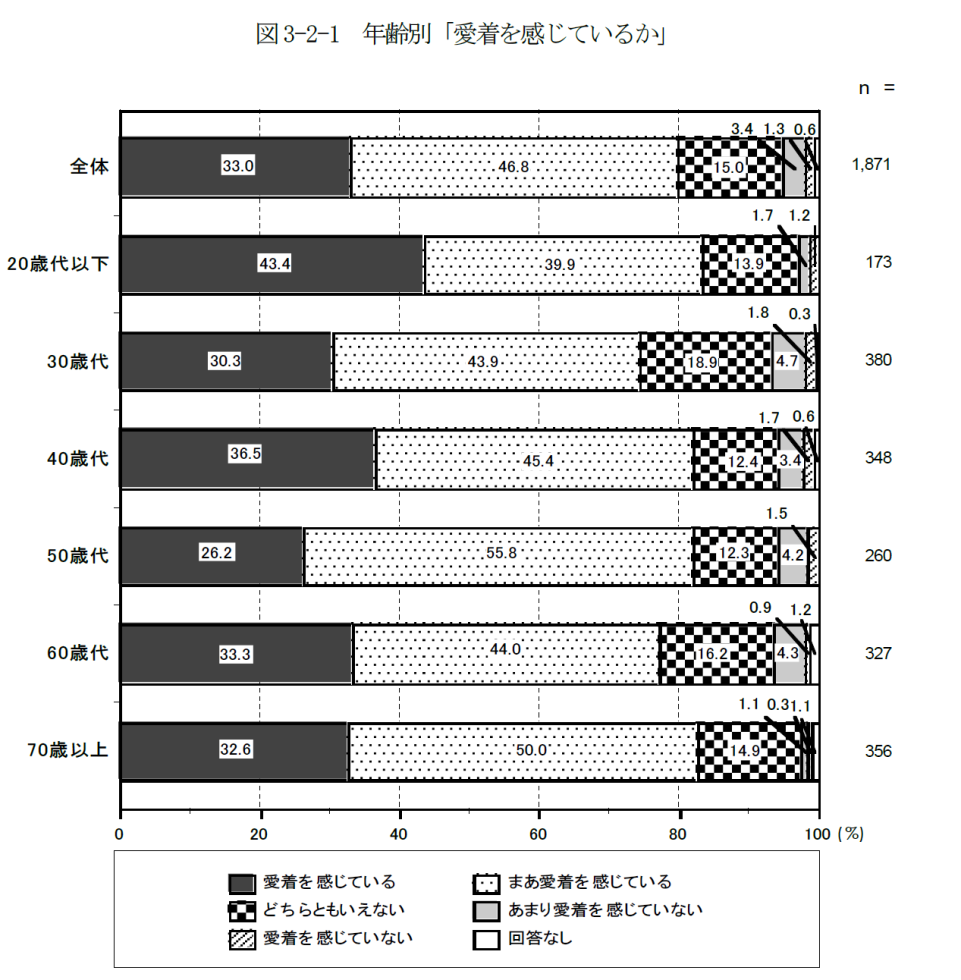 図3-2-1　年齢別「愛着を感じているか」
n =
3.4 1.3 0.6
全体 33.0 46.8 15.0 1,871
1.7 1.2
20歳代以下 43.4 39.9 13.9 173
1.8 0.3
30歳代 30.3 43.9 18.9 4.7 380
1.7 0.6
40歳代 36.5 45.4 12.4 3.4 348
1.5
50歳代 26.2 55.8 12.3 4.2 260
0.9 1.2
60歳代 33.3 44.0 16.2 4.3 327
1.1 0.3 1.1
70歳以上 32.6 50.0 14.9 356
0 20 40 60 80 100 (%)
愛着を感じている まあ愛着を感じている
どちらともいえない あまり愛着を感じていない
愛着を感じていない 回答なし